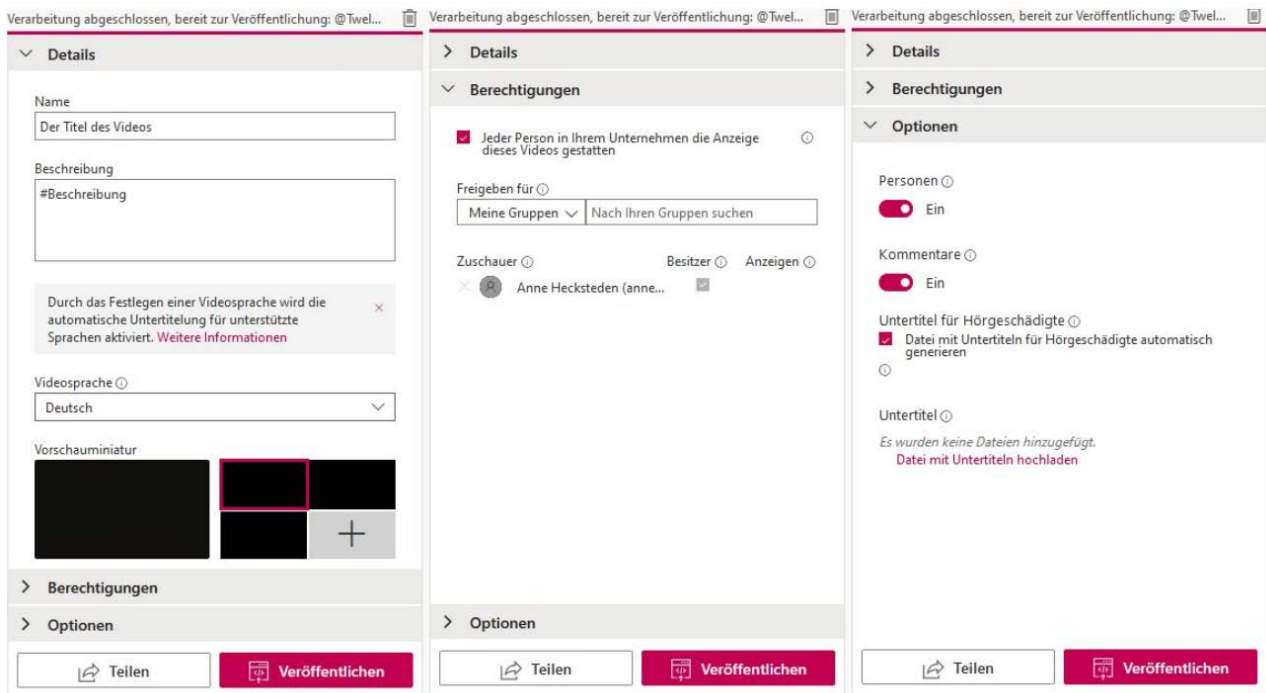 Verarbeitung abgeschlossen, bereit zur Veröffentlichung: @Twel...
Details
Name
Der Titel des Videos
Beschreibung
#Beschreibung
Durch das Festlegen einer Videosprache wird die
automatische Untertitelung für unterstützte
Sprachen aktiviert. Weitere Informationen
Videosprache
Deutsch
Vorschauminiatur
Berechtigungen
Optionen
Teilen
Veröffentlichen
Verarbeitung abgeschlossen, bereit zur Veröffentlichung: @Twel...
Details
Berechtigungen
Jeder Person in Ihrem Unternehmen die Anzeige
dieses Videos gestatten
Freigeben für
Meine Gruppen Nach Ihren Gruppen suchen
Zuschauer Besitzer Anzeigen
Anne Hecksteden (anne...
Optionen
Teilen
Veröffentlichen
Verarbeitung abgeschlossen, bereit zur Veröffentlichung: @Twel...
Details
Berechtigungen
Optionen
Personen
Ein
Kommentare
Ein
Untertitel für Hörgeschädigte
Datei mit Untertiteln für Hörgeschädigte automatisch
generieren
Untertitel
Es wurden keine Dateien hinzugefügt.
Datei mit Untertiteln hochladen
Teilen
Veröffentlichen